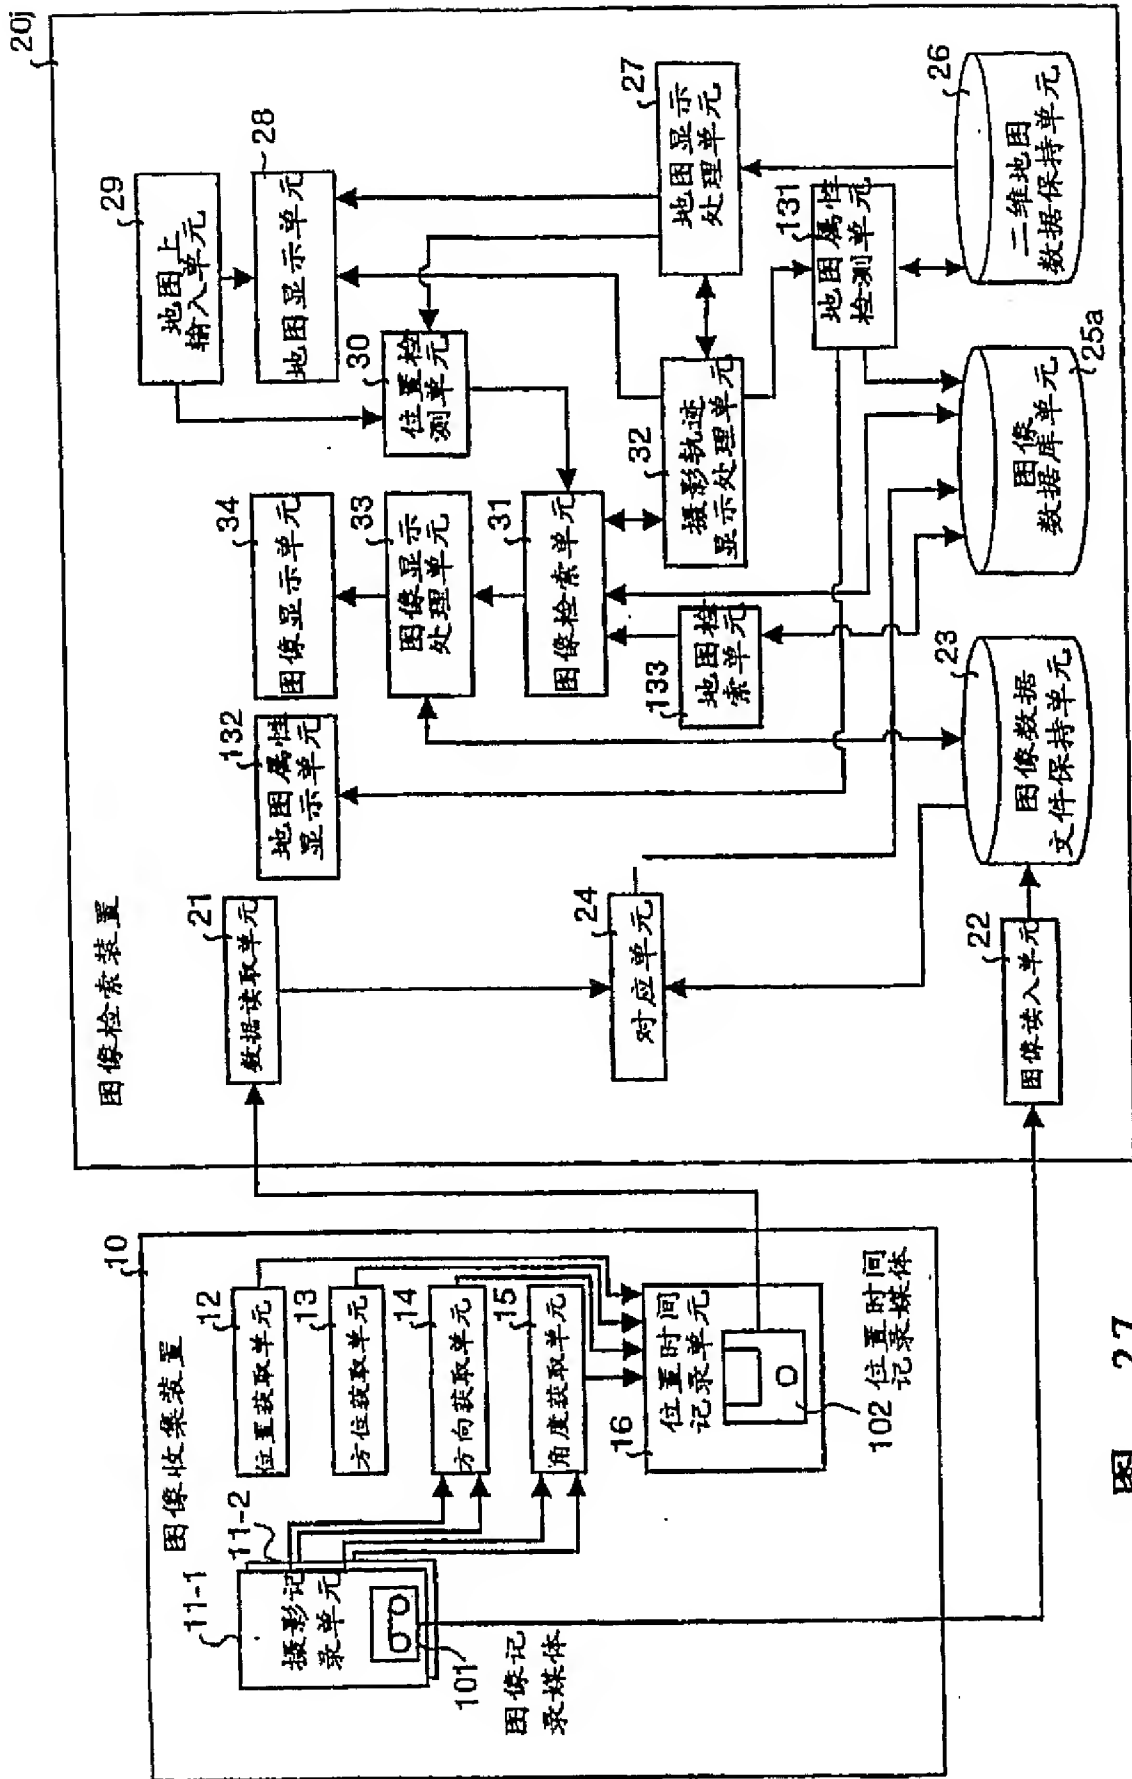 图像收集装置
10
11-1
11-2
摄影记
录单元
101
图像记
录媒体
12
位置获取单元
13
方位获取单元
14
方向获取单元
15
角度获取单元
16
位置时间
记录单元
102
位置时间
记录媒体
20j
图像检索装置
21
数据读取单元
22
图像读入单元
24
对应单元
132
地图属性
显示单元
34
图像显示单元
33
图像显示
处理单元
31
图像检索单元
133
地图检
索单元
23
图像数据
文件保持单元
29
地图上
输入单元
28
地图显示单元
30
位置检
测单元
32
摄影轨迹
显示处理单元
27
地图显示
处理单元
131
地图属性
检测单元
25a
图像
数据库单元
26
二维地图
数据保持单元
图 27